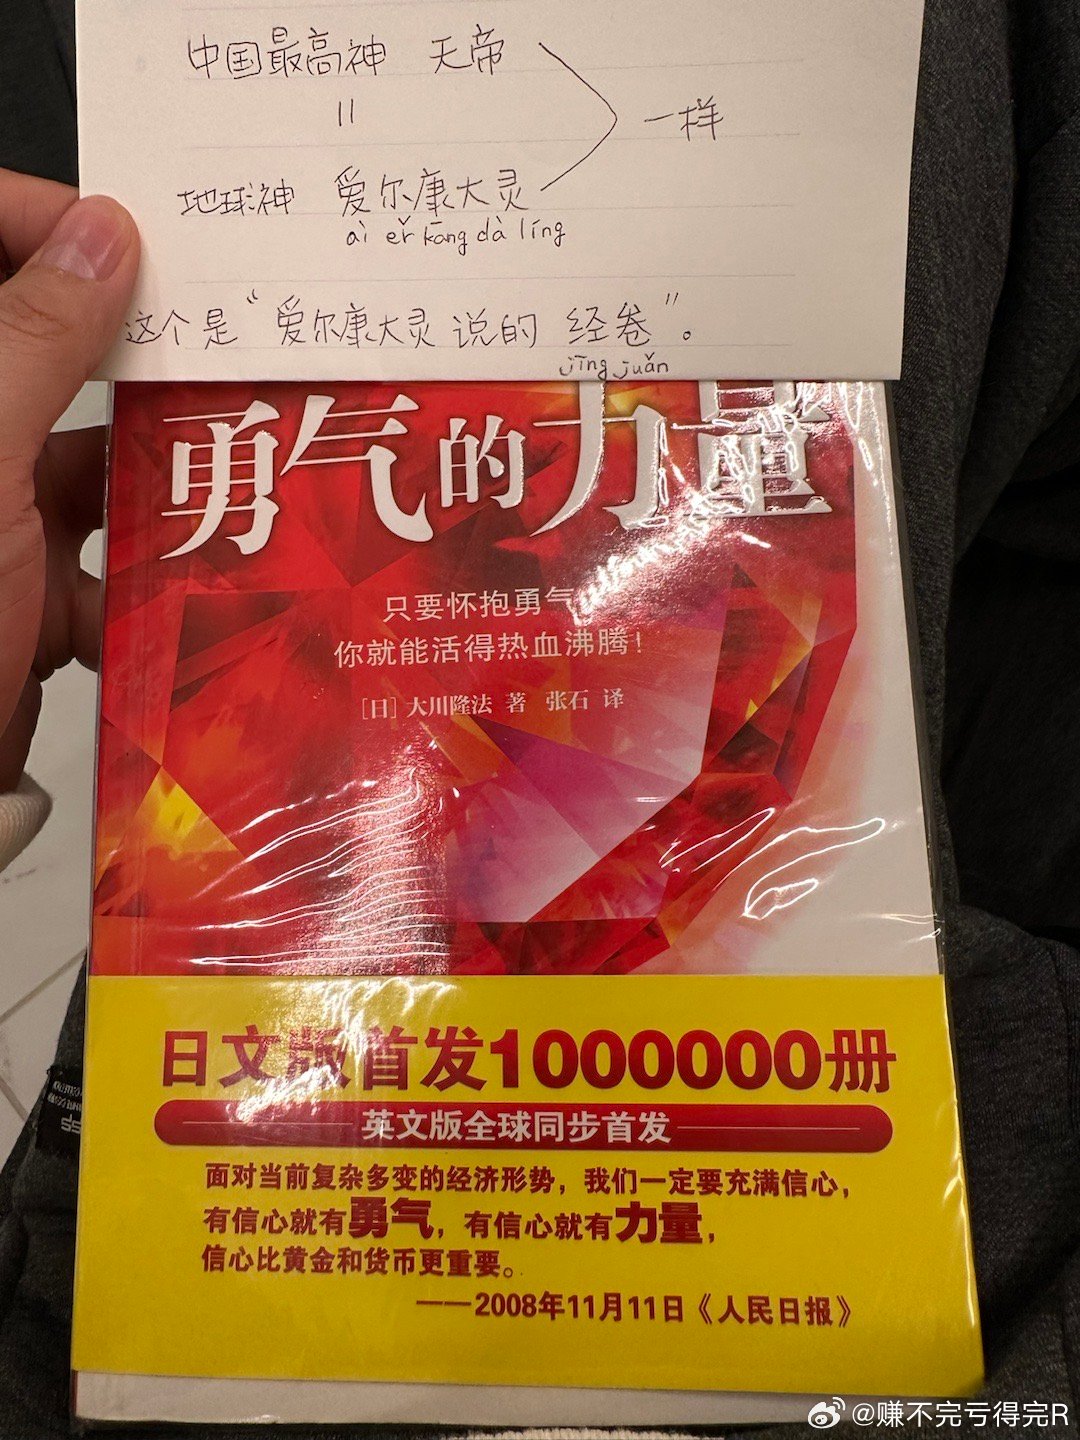 中国最高神 天帝
=
一样
地球神 爱尔康大灵
ài ěr kāng dà líng
这个是“爱尔康大灵说的 经卷”。
jīng juǎn
勇气的力量
只要怀抱勇气
你就能活得热血沸腾！
［日］大川隆法 著 张石 译
日文版首发1000000册
英文版全球同步首发
面对当前复杂多变的经济形势，我们一定要充满信心，
有信心就有勇气，有信心就有力量，
信心比黄金和货币更重要。
——2008年11月11日《人民日报》
@赚不完亏得完R